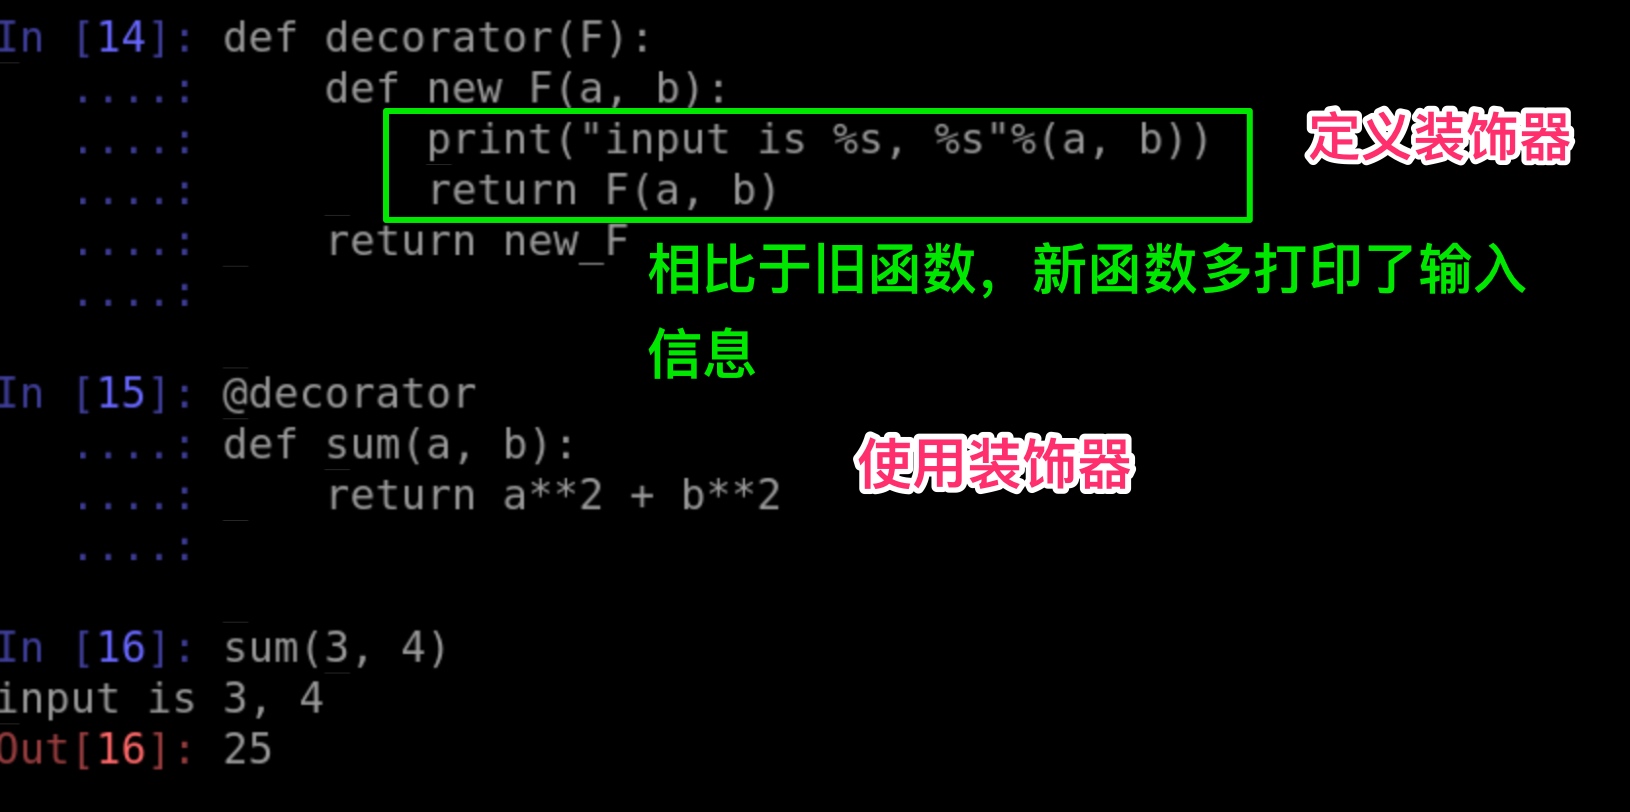 In [14]: def decorator(F):
....: def new F(a, b):
....: print("input is %s, %s"%(a, b))
....: return F(a, b)
....: return new_F
....:
定义装饰器
相比于旧函数，新函数多打印了输入
信息
In [15]: @decorator
....: def sum(a, b):
....: return a**2 + b**2
....:
使用装饰器
In [16]: sum(3, 4)
input is 3, 4
Out[16]: 25